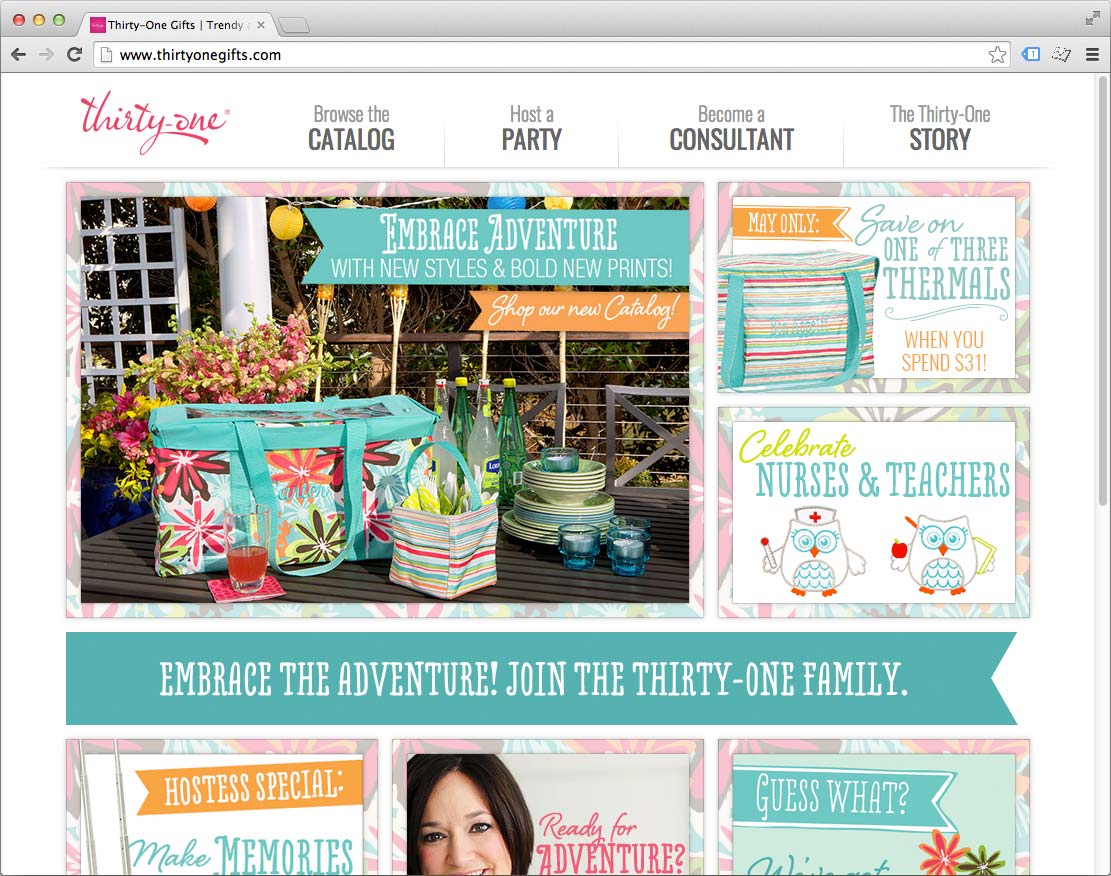 Thirty-One Gifts | Trendy
www.thirtyonegifts.com
thirty-one®
Browse the
CATALOG
Host a
PARTY
Become a
CONSULTANT
The Thirty-One
STORY
EMBRACE ADVENTURE
WITH NEW STYLES & BOLD NEW PRINTS!
Shop our new Catalog!
MAY ONLY:
Save on
ONE of THREE
THERMALS
WHEN YOU
SPEND $31!
Celebrate
NURSES & TEACHERS
EMBRACE THE ADVENTURE! JOIN THE THIRTY-ONE FAMILY.
HOSTESS SPECIAL:
Make MEMORIES
Ready for
ADVENTURE?
GUESS WHAT?
We've got